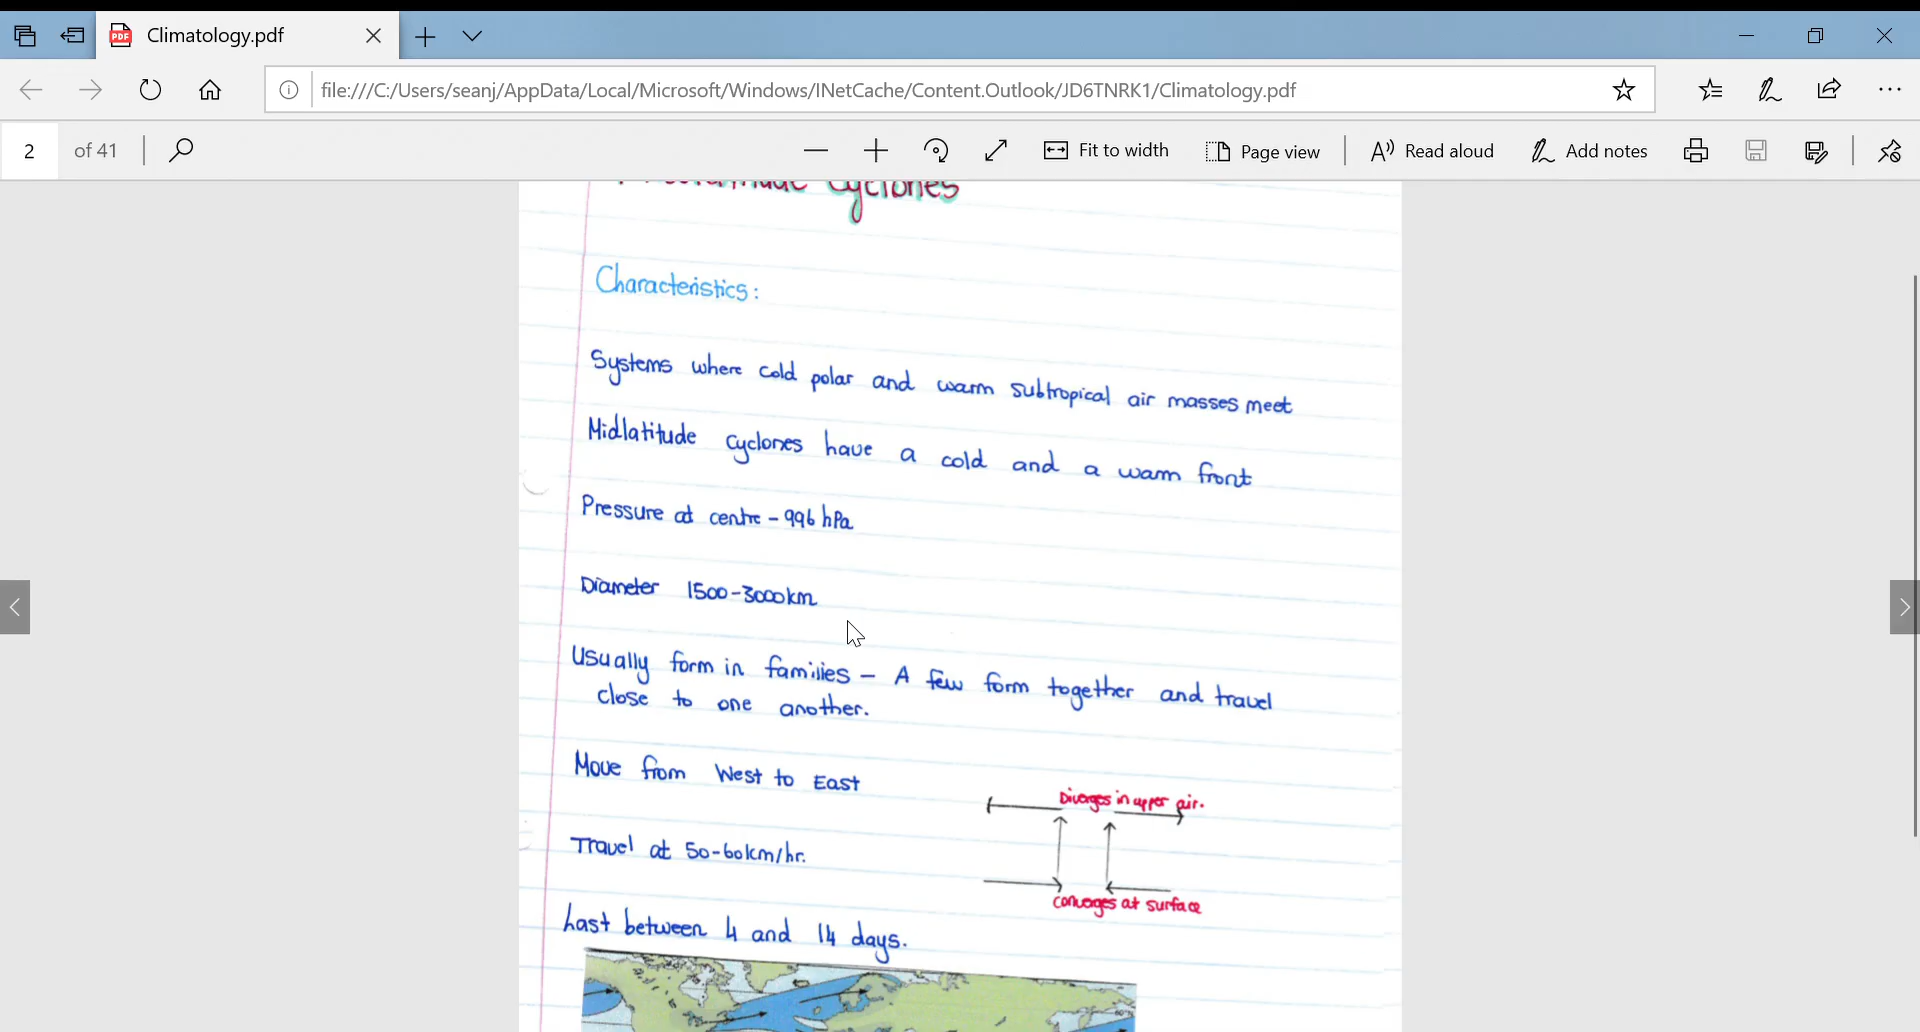 Climatology.pdf
file:///C:/Users/seanj/AppData/Local/Microsoft/Windows/INetCache/Content.Outlook/JD6TNRK1/Climatology.pdf
2 of 41 Fit to width Page view Read aloud Add notes
Cyclones
Characteristics:
Systems where cold polar and warm subtropical air masses meet
Midlatitude cyclones have a cold and a warm front
Pressure at centre - 996 hPa
Diameter 1500-3000km
Usually form in families - A few form together and travel
close to one another.
Move from West to East
Diverges in upper air.
Travel at 50-60km/hr.
Converges at surface
Last between 4 and 14 days.